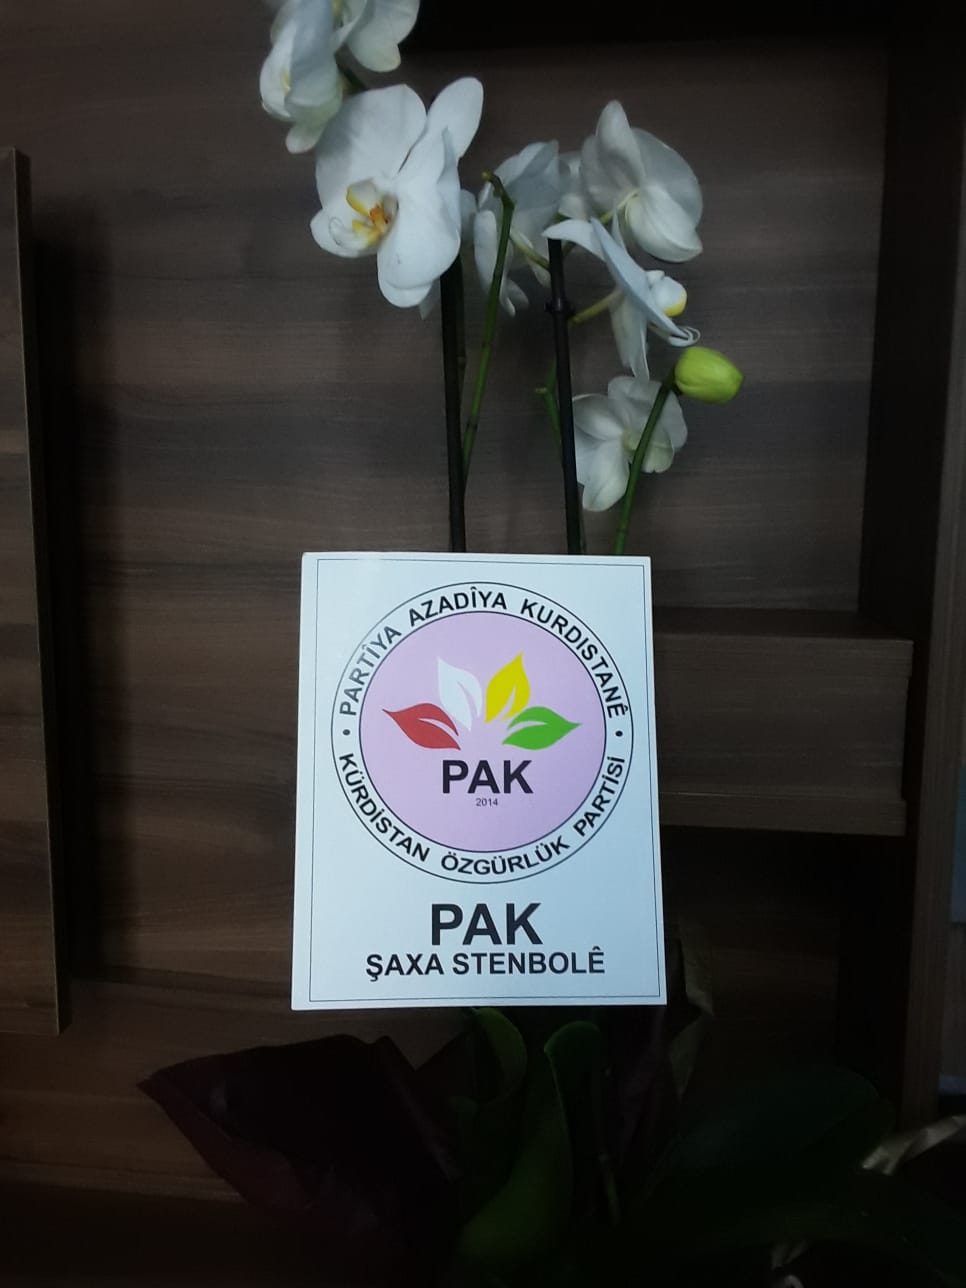 PARTÎYA AZADÎYA KURDISTANÊ
PAK
2014
KÜRDİSTAN ÖZGÜRLÜK PARTİSİ
PAK
ŞAXA STENBOLÊ